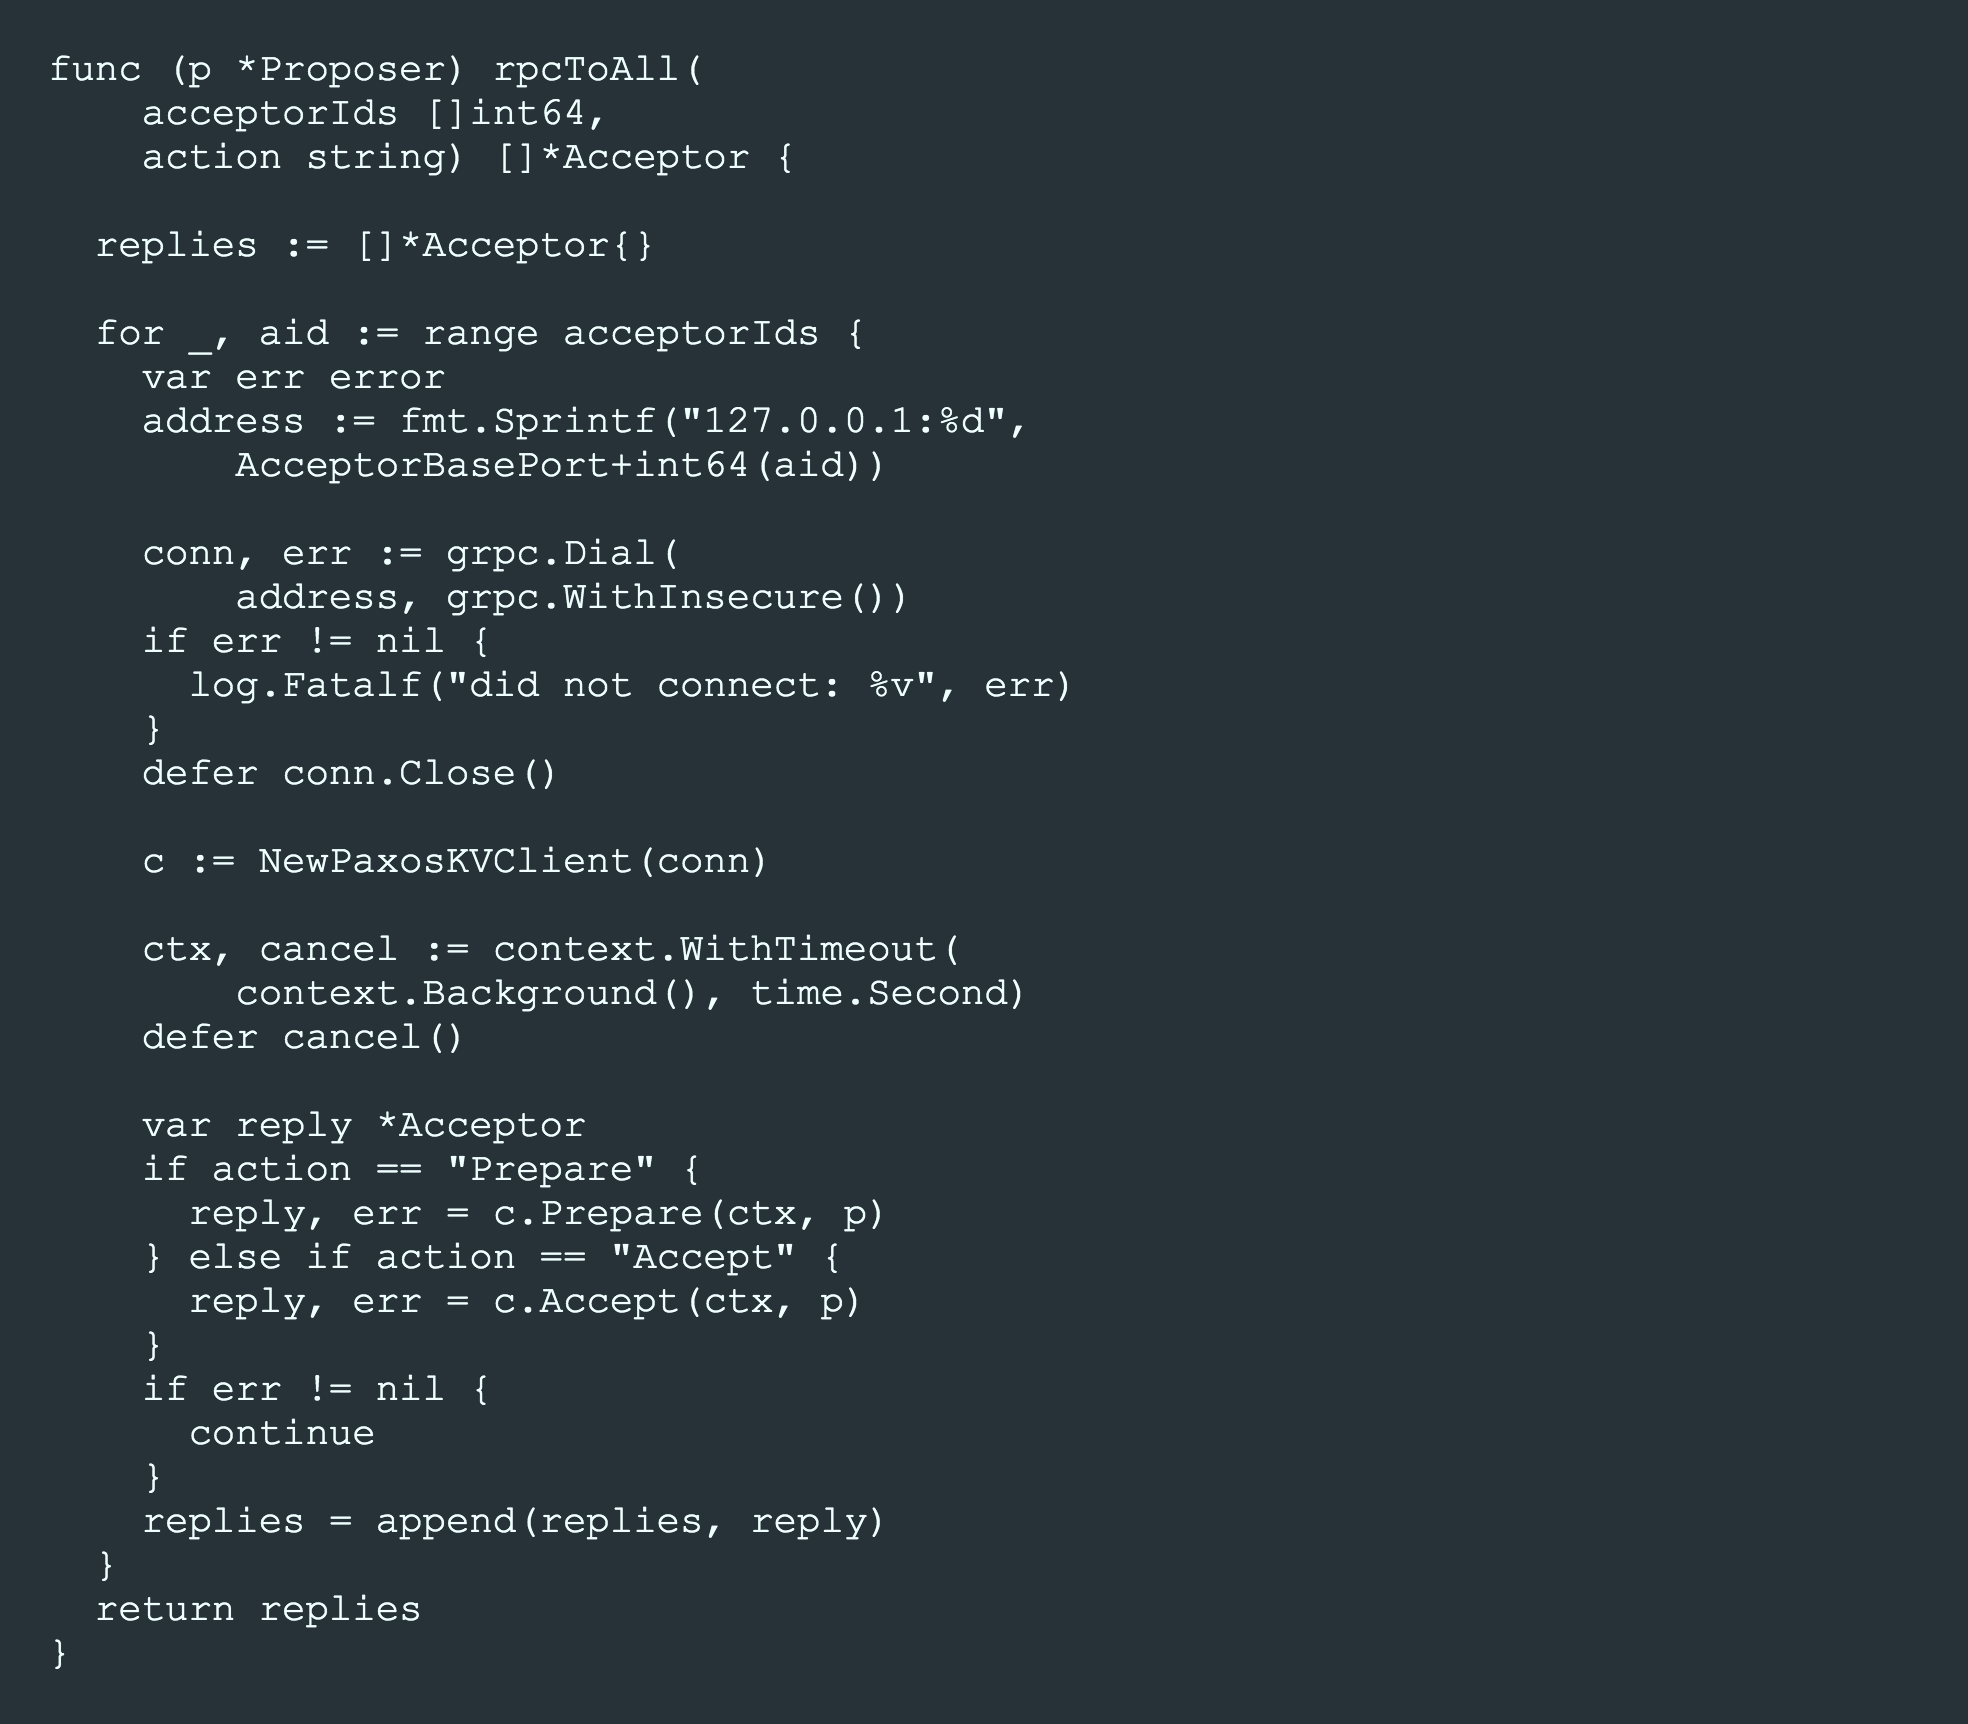 func (p *Proposer) rpcToAll(
    acceptorIds []int64,
    action string) []*Acceptor {

  replies := []*Acceptor{}

  for _, aid := range acceptorIds {
    var err error
    address := fmt.Sprintf("127.0.0.1:%d",
        AcceptorBasePort+int64(aid))

    conn, err := grpc.Dial(
        address, grpc.WithInsecure())
    if err != nil {
      log.Fatalf("did not connect: %v", err)
    }
    defer conn.Close()

    c := NewPaxosKVClient(conn)

    ctx, cancel := context.WithTimeout(
        context.Background(), time.Second)
    defer cancel()

    var reply *Acceptor
    if action == "Prepare" {
      reply, err = c.Prepare(ctx, p)
    } else if action == "Accept" {
      reply, err = c.Accept(ctx, p)
    }
    if err != nil {
      continue
    }
    replies = append(replies, reply)
  }
  return replies
}